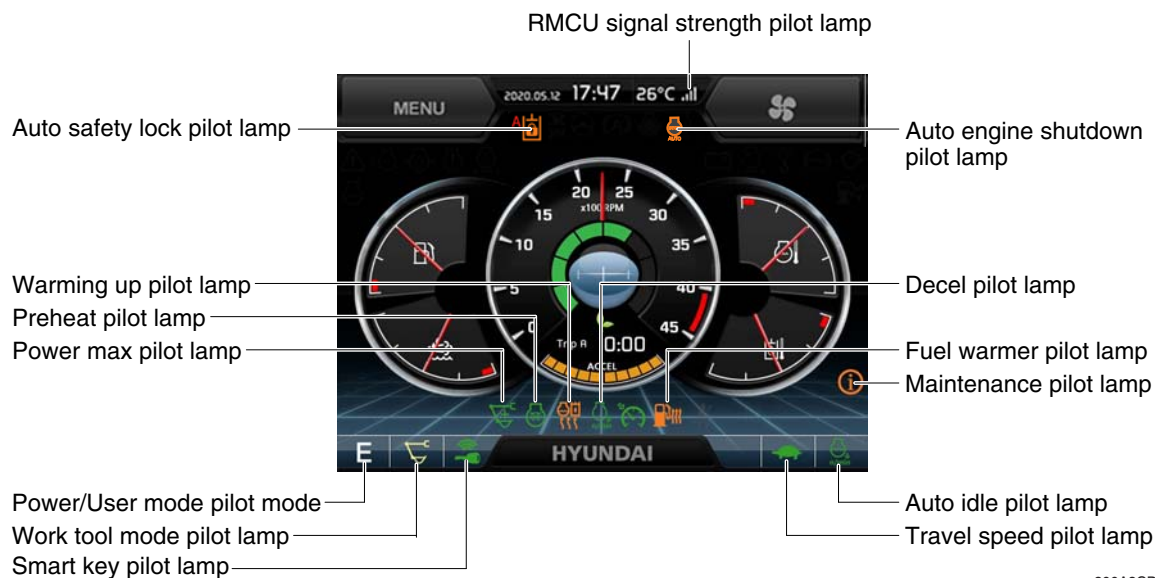 RMCU signal strength pilot lamp
MENU
2020.05.12 17:47 26°C
Auto safety lock pilot lamp
A
AUTO
Auto engine shutdown
pilot lamp
20 25
x100RPM
15 30
10 35
5 40
0 45
Trip A 0:00
ACCEL
Warming up pilot lamp
Preheat pilot lamp
Power max pilot lamp
Decel pilot lamp
Fuel warmer pilot lamp
Maintenance pilot lamp
i
E HYUNDAI
Power/User mode pilot mode
Work tool mode pilot lamp
Smart key pilot lamp
Auto idle pilot lamp
Travel speed pilot lamp